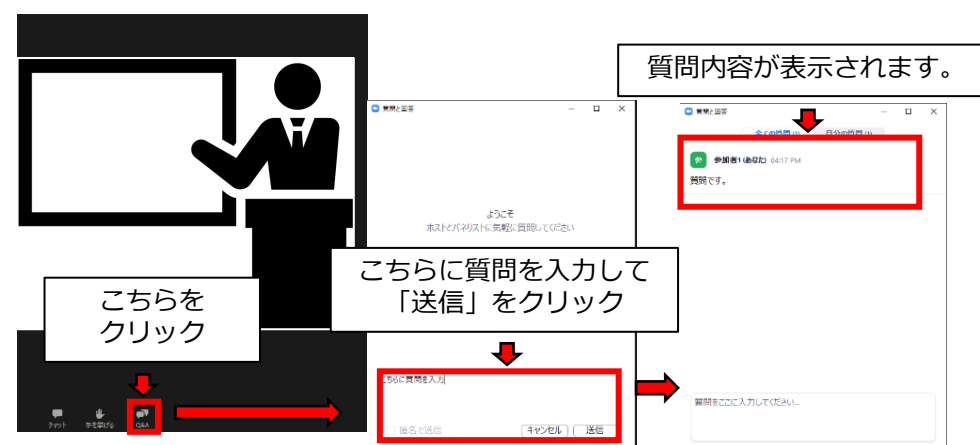 質問内容が表示されます。
質問と回答
ようこそ
ホストとパネリストに気軽に質問してください
こちらに質問を入力して
「送信」をクリック
こちらに質問を入力
匿名で送信
キャンセル
送信
こちらを
クリック
チャット
手を挙げる
Q&A
質問と回答
全ての質問 (1)
自分の質問 (1)
参
参加者1 (あなた) 04:17 PM
質問です。
質問をここに入力してください...